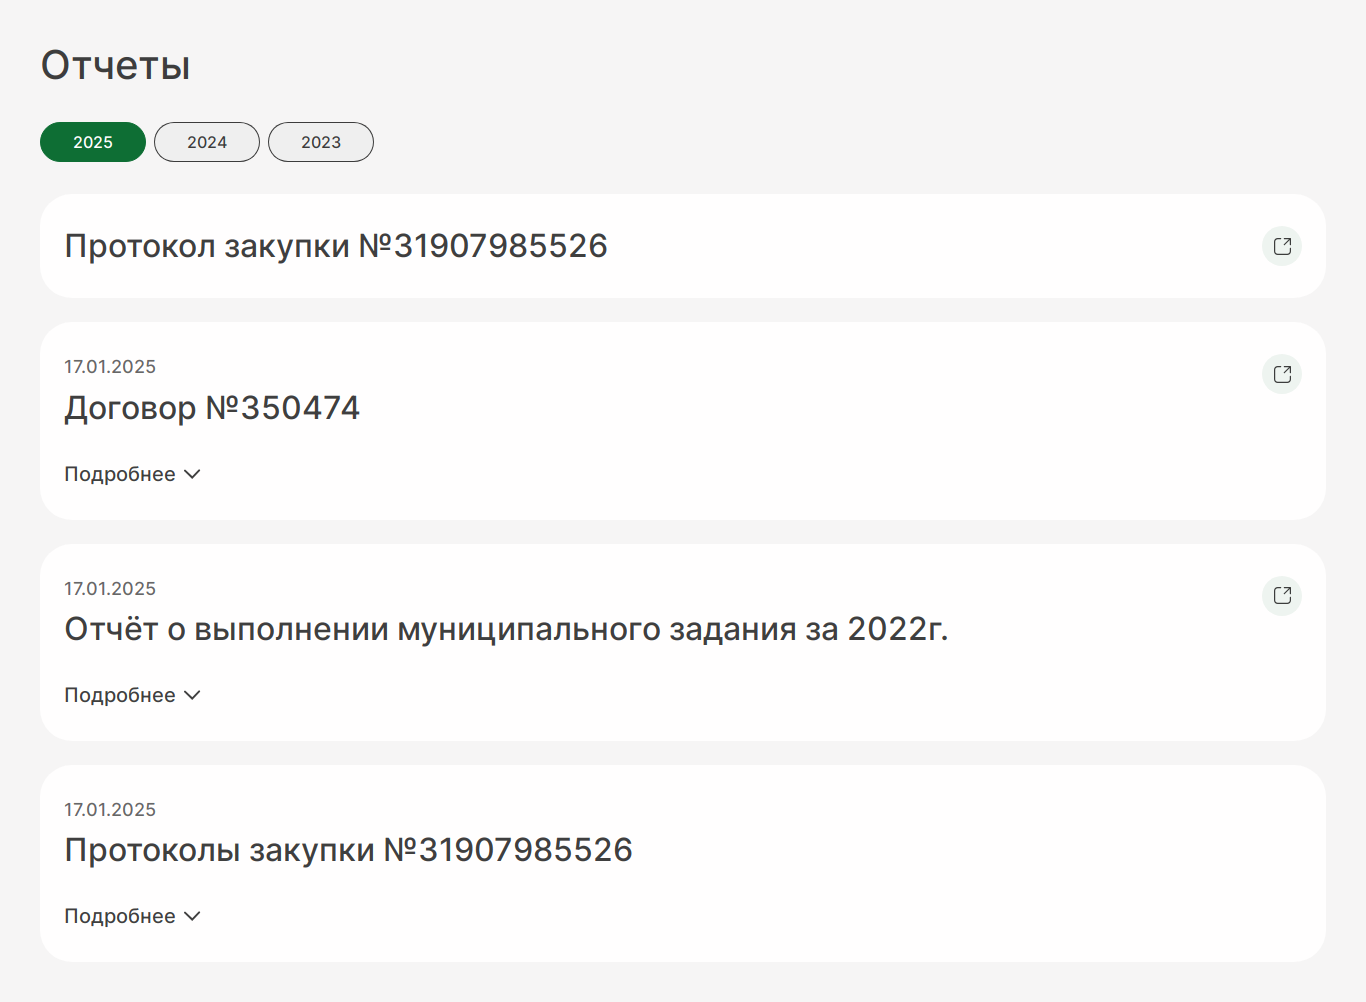 Отчеты
2025 2024 2023
Протокол закупки №31907985526
17.01.2025
Договор №350474
Подробнее
17.01.2025
Отчёт о выполнении муниципального задания за 2022г.
Подробнее
17.01.2025
Протоколы закупки №31907985526
Подробнее